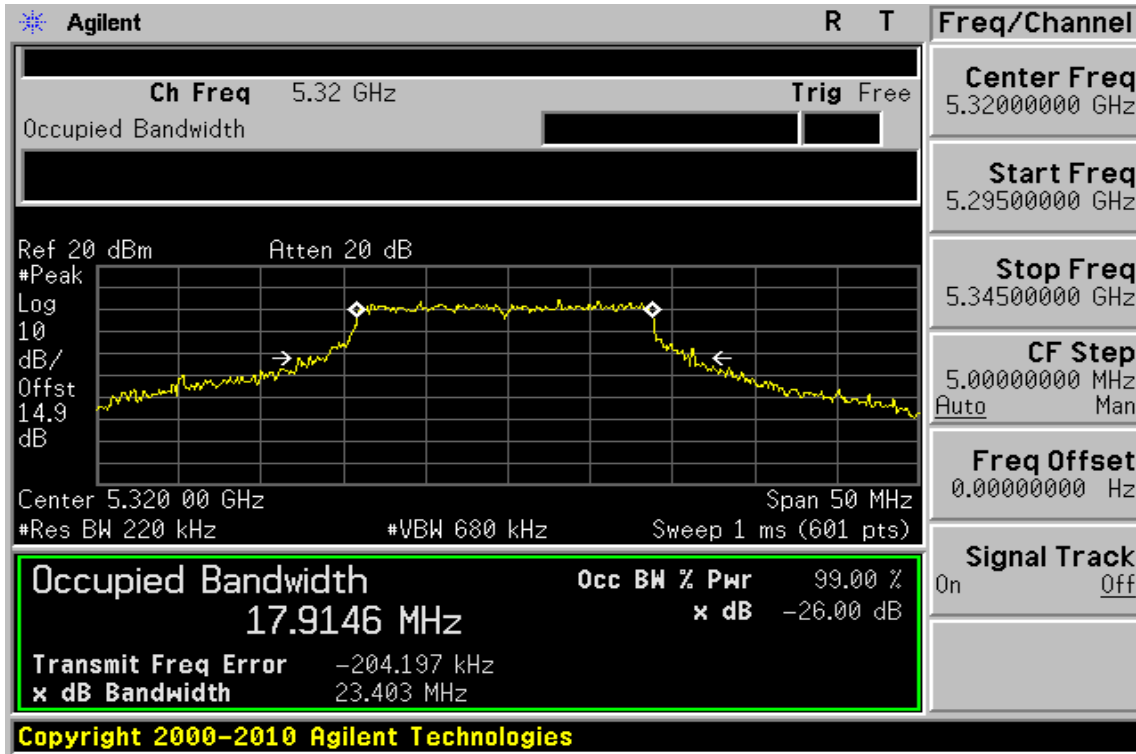 Agilent R T
Ch Freq 5.32 GHz Trig Free
Occupied Bandwidth
Ref 20 dBm Atten 20 dB
#Peak
Log
10
dB/
Offst
14.9
dB
Center 5.320 00 GHz Span 50 MHz
#Res BW 220 kHz #VBW 680 kHz Sweep 1 ms (601 pts)
Occupied Bandwidth Occ BW % Pwr 99.00 %
17.9146 MHz x dB -26.00 dB
Transmit Freq Error -204.197 kHz
x dB Bandwidth 23.403 MHz
Copyright 2000-2010 Agilent Technologies
Freq/Channel
Center Freq
5.32000000 GHz
Start Freq
5.29500000 GHz
Stop Freq
5.34500000 GHz
CF Step
5.00000000 MHz
Auto Man
Freq Offset
0.00000000 Hz
Signal Track
On Off